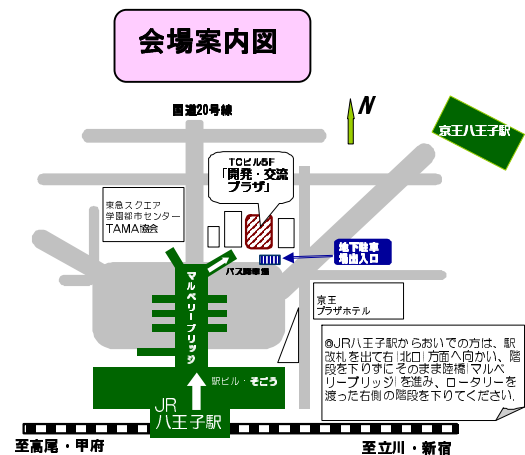 会場案内図
国道20号線
N
京王八王子駅
TCビル5F
「開発・交流
プラザ」
東急スクエア
学園都市センター
TAMA協会
地下駐車
場出入口
マルベリーブリッジ
京王
プラザホテル
◎JR八王子駅からおいでの方は、駅
改札を出て右「北口」方面へ向かい、階
段を下りずにそのまま陸橋「マルベ
リーブリッジ」を進み、ロータリーを
渡った右側の階段を下りてください。
駅ビル・そごう
JR
八王子駅
至高尾・甲府
至立川・新宿